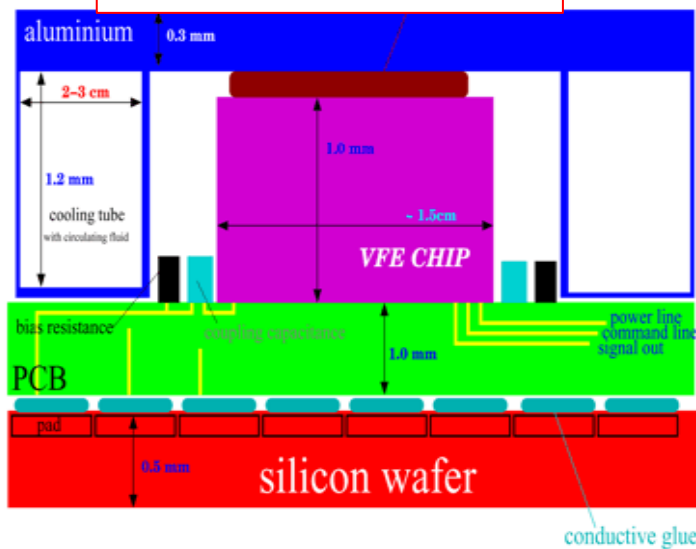 aluminium
0.3 mm
2-3 cm
1.2 mm
1.0 mm
cooling tube
with circulating fluid
~ 1.5cm
VFE CHIP
bias resistance
coupling capacitance
power line
command line
signal out
1.0 mm
PCB
pad
0.5 mm
silicon wafer
conductive glue